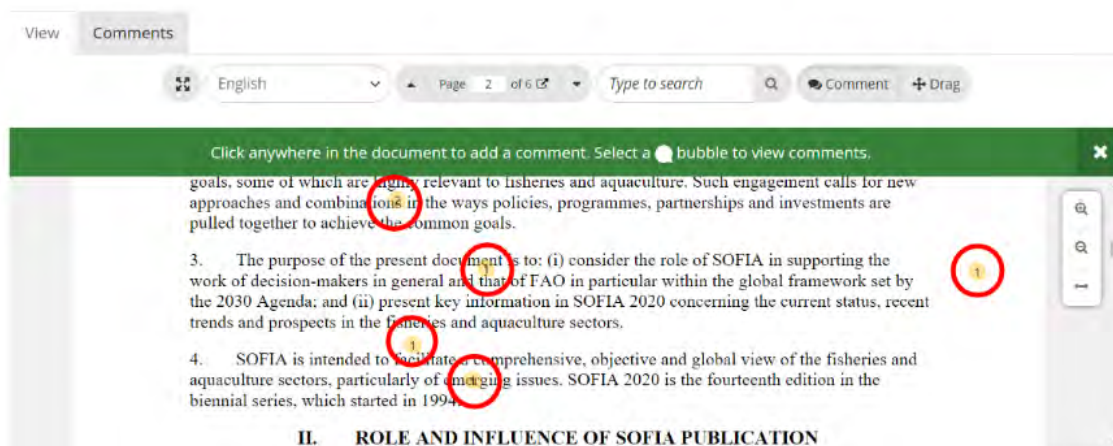 View Comments
English Page 2 of 6 Type to search Comment Drag
Click anywhere in the document to add a comment. Select a bubble to view comments.
goals, some of which are highly relevant to fisheries and aquaculture. Such engagement calls for new
approaches and combinations in the ways policies, programmes, partnerships and investments are
2
pulled together to achieve the common goals.
3. The purpose of the present document is to: (i) consider the role of SOFIA in supporting the
1
1
work of decision-makers in general and that of FAO in particular within the global framework set by
the 2030 Agenda; and (ii) present key information in SOFIA 2020 concerning the current status, recent
trends and prospects in the fisheries and aquaculture sectors.
1
4. SOFIA is intended to facilitate a comprehensive, objective and global view of the fisheries and
aquaculture sectors, particularly of emerging issues. SOFIA 2020 is the fourteenth edition in the
1
biennial series, which started in 1994.
II. ROLE AND INFLUENCE OF SOFIA PUBLICATION